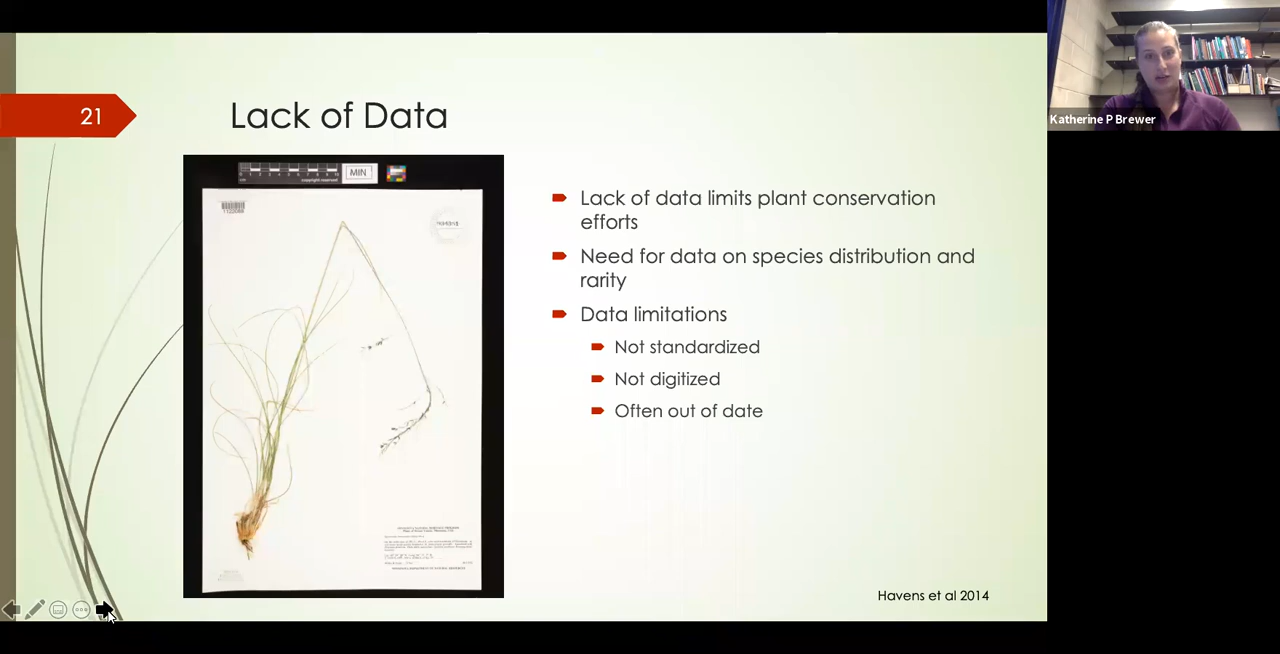 21
Lack of Data
MIN
Lack of data limits plant conservation
efforts
Need for data on species distribution and
rarity
Data limitations
Not standardized
Not digitized
Often out of date
Havens et al 2014
Katherine P Brewer